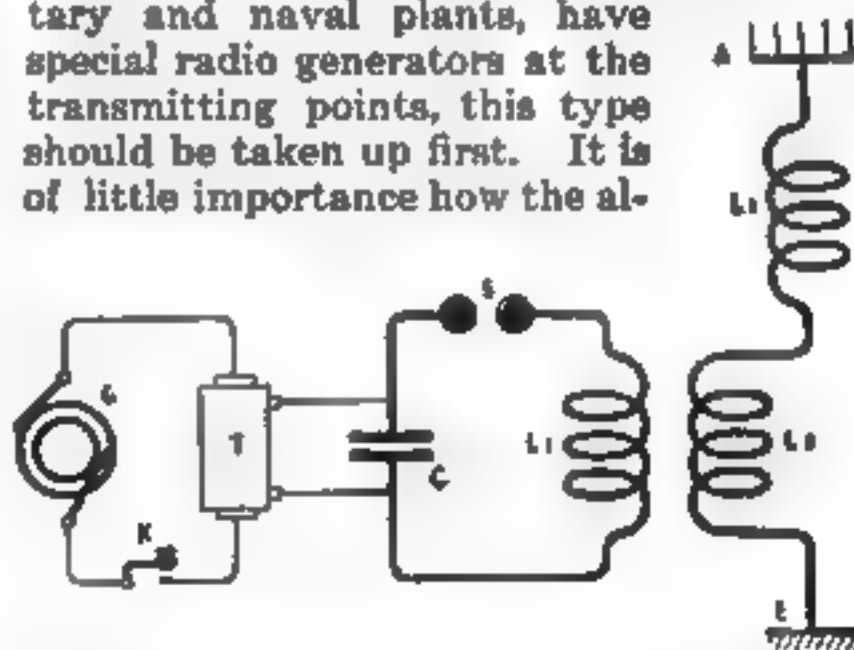 tary and naval plants, have
special radio generators at the
transmitting points, this type
should be taken up first. It is
of little importance how the al-
A
S
G
T
K
C
L1
E